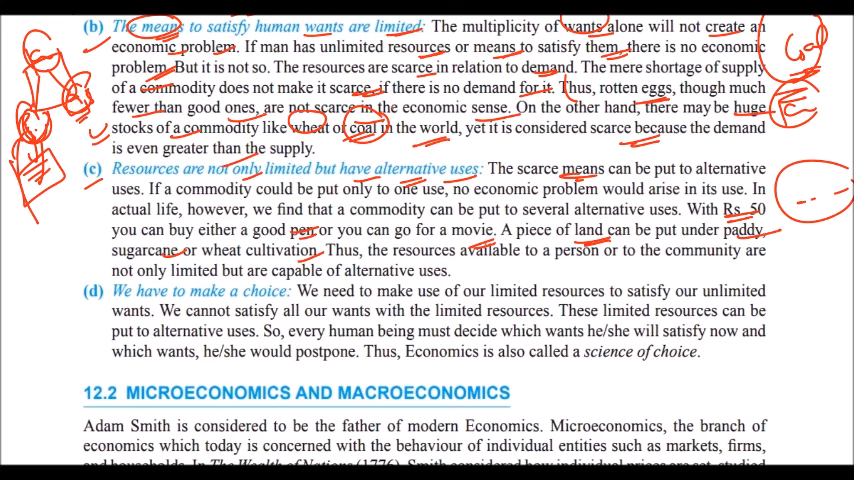 (b) The means to satisfy human wants are limited: The multiplicity of wants alone will not create an
economic problem. If man has unlimited resources or means to satisfy them, there is no economic
problem. But it is not so. The resources are scarce in relation to demand. The mere shortage of supply
of a commodity does not make it scarce, if there is no demand for it. Thus, rotten eggs, though much
fewer than good ones, are not scarce in the economic sense. On the other hand, there may be huge
stocks of a commodity like wheat or coal in the world, yet it is considered scarce because the demand
is even greater than the supply.
(c) Resources are not only limited but have alternative uses: The scarce means can be put to alternative
uses. If a commodity could be put only to one use, no economic problem would arise in its use. In
actual life, however, we find that a commodity can be put to several alternative uses. With Rs. 50
you can buy either a good pen or you can go for a movie. A piece of land can be put under paddy,
sugarcane or wheat cultivation. Thus, the resources available to a person or to the community are
not only limited but are capable of alternative uses.
(d) We have to make a choice: We need to make use of our limited resources to satisfy our unlimited
wants. We cannot satisfy all our wants with the limited resources. These limited resources can be
put to alternative uses. So, every human being must decide which wants he/she will satisfy now and
which wants, he/she would postpone. Thus, Economics is also called a science of choice.
12.2 MICROECONOMICS AND MACROECONOMICS
Adam Smith is considered to be the father of modern Economics. Microeconomics, the branch of
economics which today is concerned with the behaviour of individual entities such as markets, firms,
and households. In The Wealth of Nations (1776), Smith considered how individual prices are set, studied